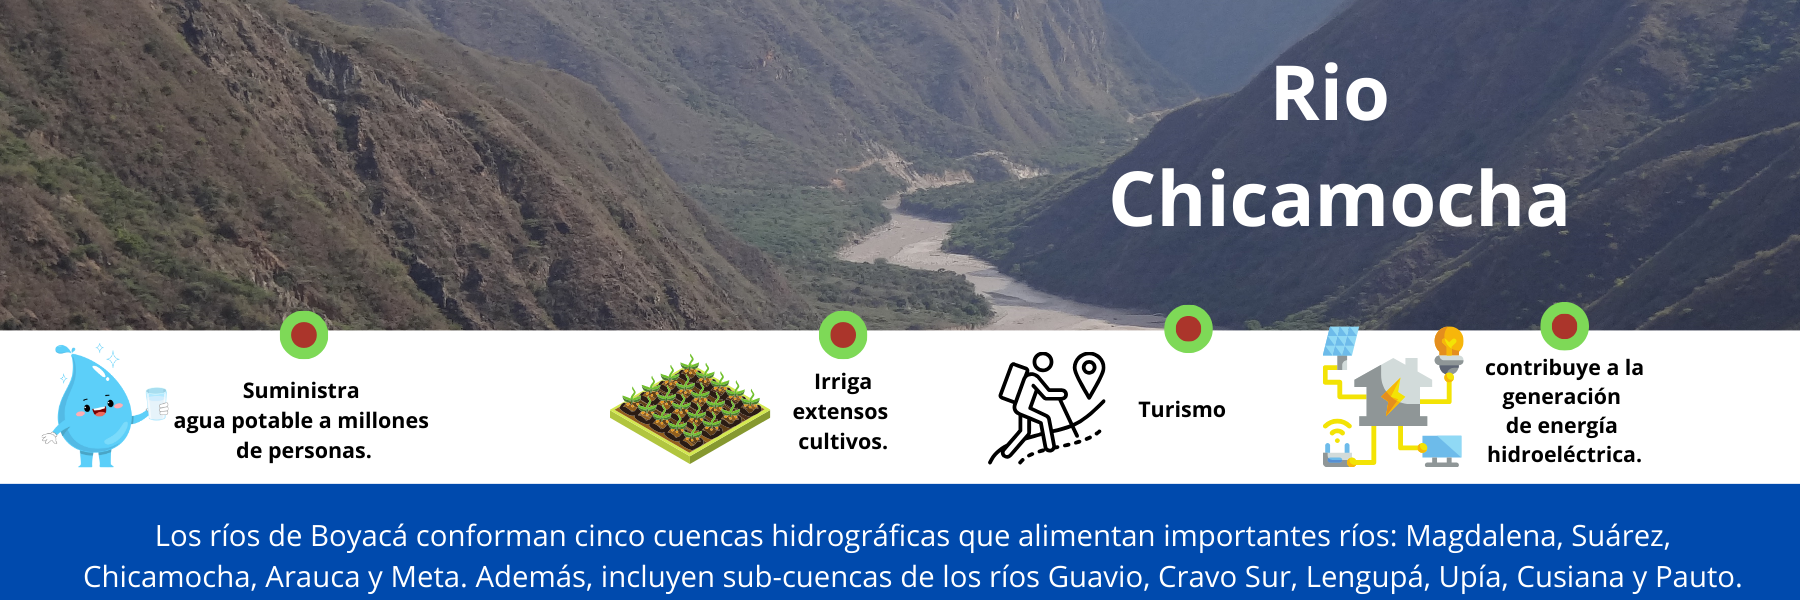 Rio
Chicamocha
Suministra
agua potable a millones
de personas.
Irriga
extensos
cultivos.
Turismo
contribuye a la
generación
de energía
hidroeléctrica.
Los ríos de Boyacá conforman cinco cuencas hidrográficas que alimentan importantes ríos: Magdalena, Suárez,
Chicamocha, Arauca y Meta. Además, incluyen sub-cuencas de los ríos Guavio, Cravo Sur, Lengupá, Upía, Cusiana y Pauto.